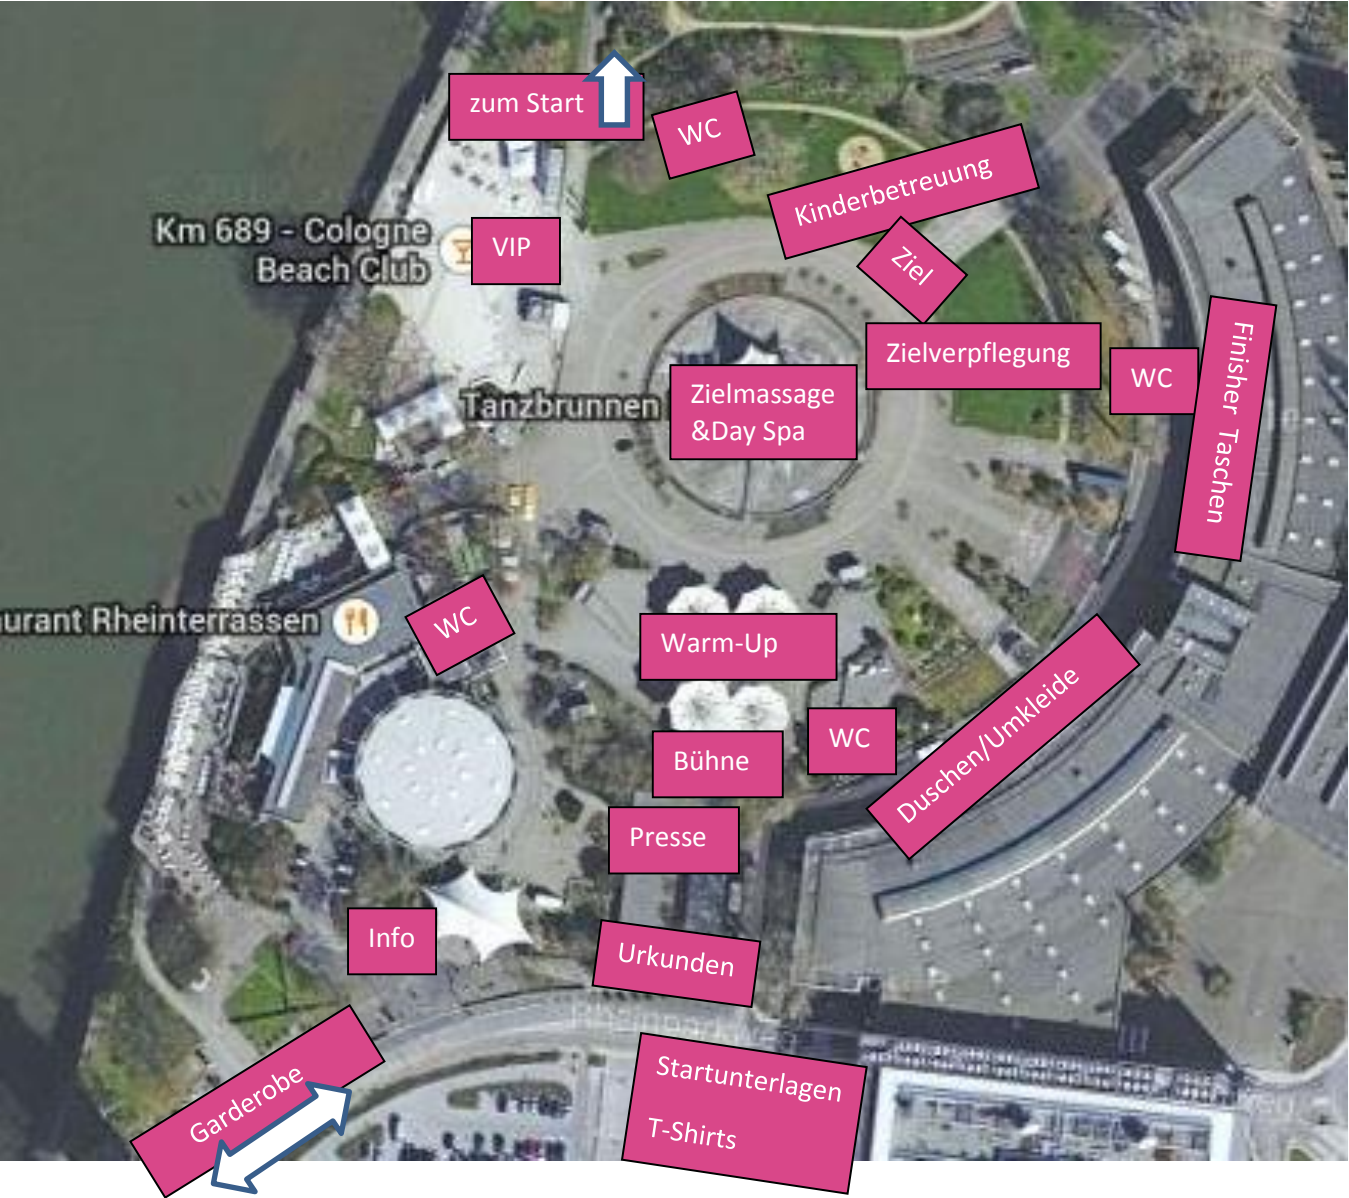 zum Start
WC
Kinderbetreuung
Km 689 - Cologne
Beach Club
VIP
Ziel
Zielverpflegung
WC
Finisher Taschen
Tanzbrunnen
Zielmassage
&Day Spa
urant Rheinterrassen
WC
Warm-Up
WC
Bühne
Duschen/Umkleide
Presse
Info
Urkunden
Garderobe
Startunterlagen
T-Shirts